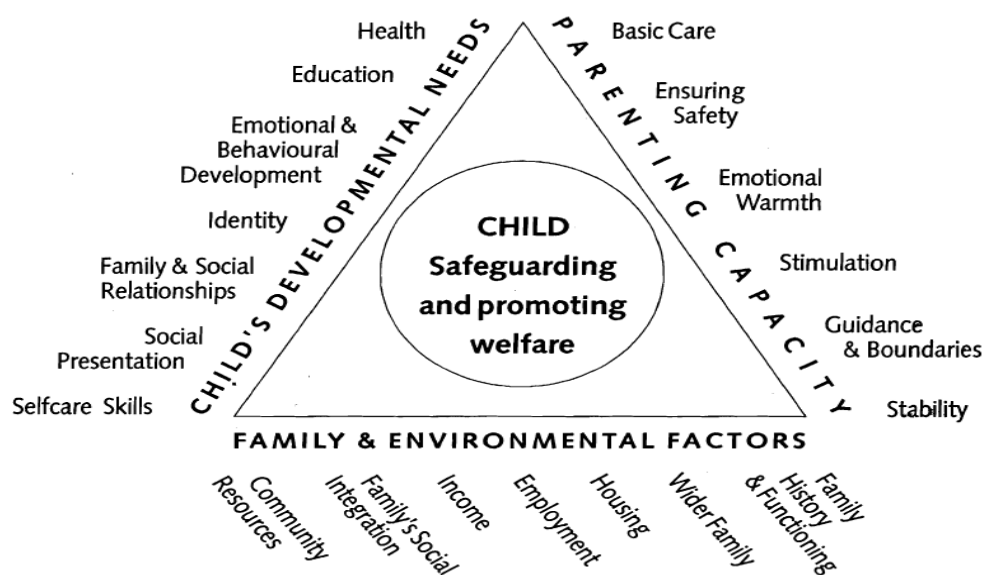 Health
Education
Emotional &
Behavioural
Development
Identity
Family & Social
Relationships
Social
Presentation
Selfcare Skills
CHILD'S DEVELOPMENTAL NEEDS
CHILD
Safeguarding
and promoting
welfare
PARENTING CAPACITY
Basic Care
Ensuring
Safety
Emotional
Warmth
Stimulation
Guidance
& Boundaries
Stability
FAMILY & ENVIRONMENTAL FACTORS
Community
Resources
Family's Social
Integration
Income
Employment
Housing
Wider Family
Family
History
& Functioning